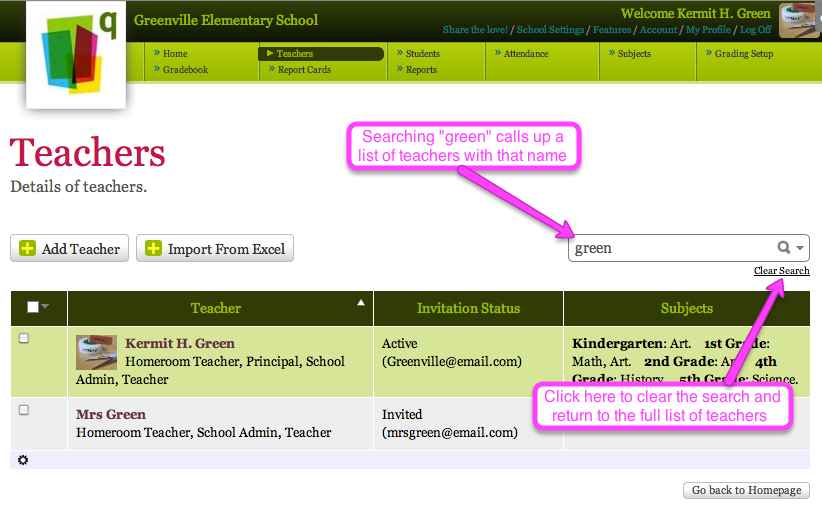 q
Greenville Elementary School
Welcome Kermit H. Green
Share the love! / School Settings / Features / Account / My Profile / Log Off
» Home
» Gradebook
Teachers
» Report Cards
» Students
» Reports
» Attendance
» Subjects
» Grading Setup
Searching "green" calls up a
list of teachers with that name
Teachers
Details of teachers.
Add Teacher
Import From Excel
green
Clear Search
Teacher
Invitation Status
Subjects
Kermit H. Green
Homeroom Teacher, Principal, School
Admin, Teacher
Active
(Greenville@email.com)
Kindergarten: Art. 1st Grade:
Math, Art. 2nd Grade: Art. 4th
Grade: History. 5th Grade: Science.
Mrs Green
Homeroom Teacher, School Admin, Teacher
Invited
(mrsgreen@email.com)
Click here to clear the search and
return to the full list of teachers
Go back to Homepage